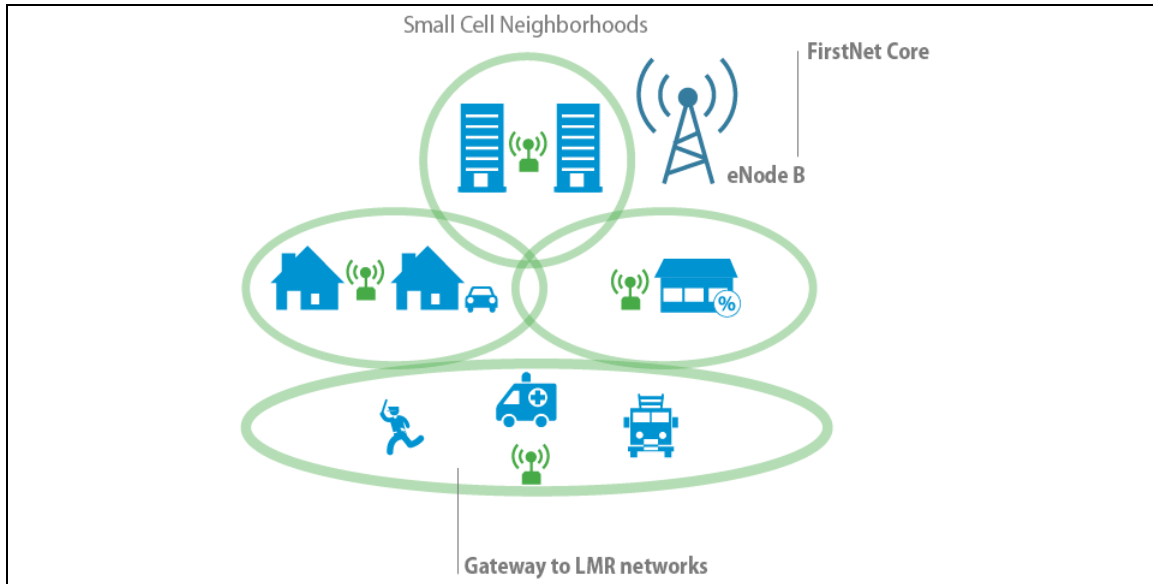 Small Cell Neighborhoods
FirstNet Core
eNode B
%
Gateway to LMR networks